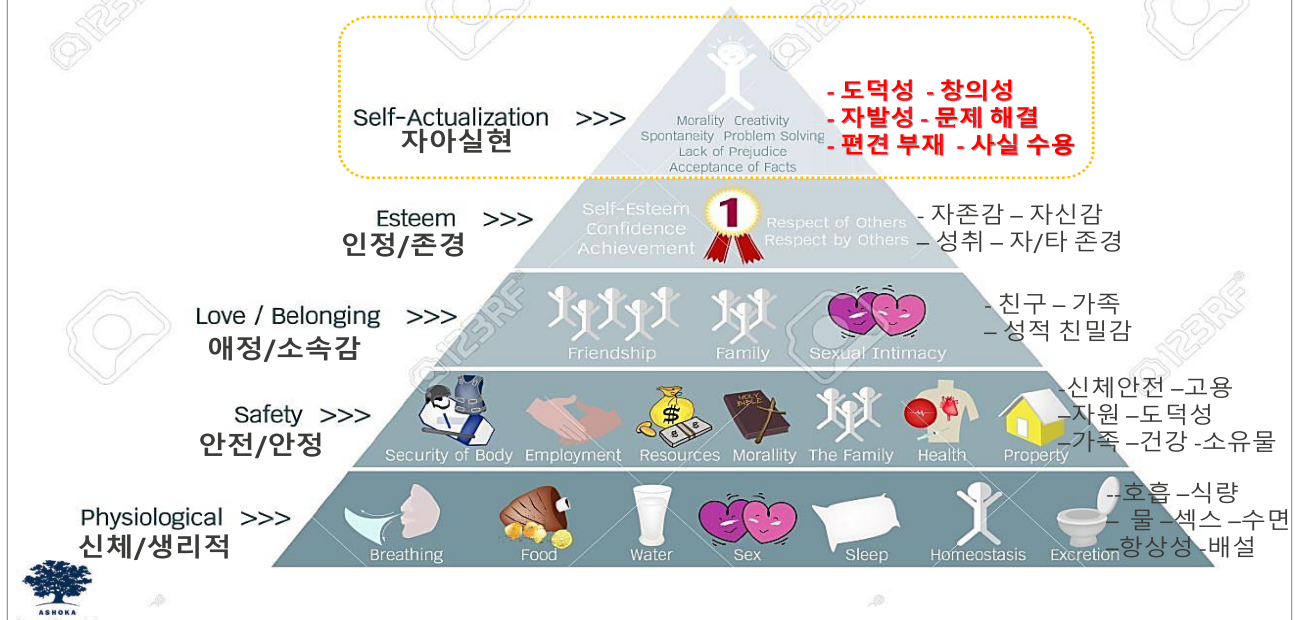 Self-Actualization >>>
자아실현
Morality Creativity
Spontaneity Problem Solving
Lack of Prejudice
Acceptance of Facts
- 도덕성 - 창의성
- 자발성 - 문제 해결
- 편견 부재 - 사실 수용
Esteem >>>
인정/존경
Self-Esteem
Confidence
Achievement
1
Respect of Others
Respect by Others
- 자존감 – 자신감
– 성취 – 자/타 존경
Love / Belonging >>>
애정/소속감
Friendship
Family
Sexual Intimacy
- 친구 – 가족
– 성적 친밀감
Safety >>>
안전/안정
HOLY BIBLE
$
Security of Body
Employment
Resources
Morallity
The Family
Health
Property
-신체안전 –고용
–자원 –도덕성
–가족 –건강 -소유물
Physiological >>>
신체/생리적
Breathing
Food
Water
Sex
Sleep
Homeostasis
Excretion
--호흡 –식량
– 물 –섹스 –수면
–항상성 -배설
ASHOKA
123RF
123RF
123RF
123RF
123RF